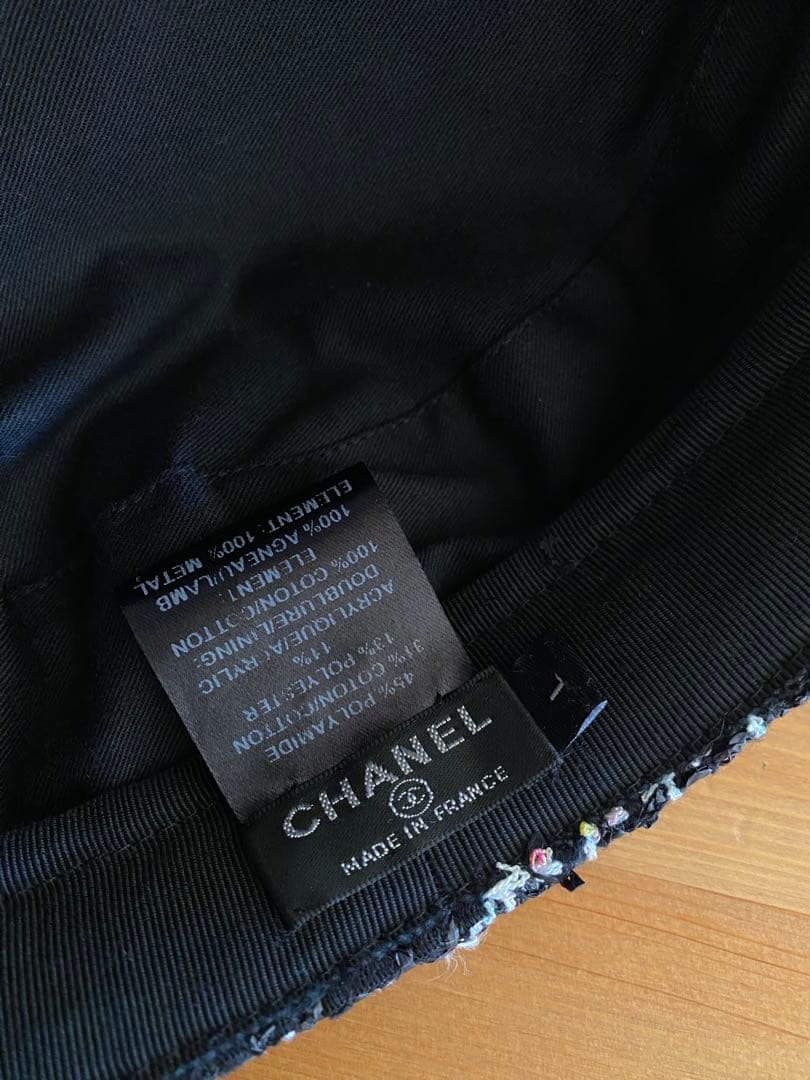 CHANEL
MADE IN FRANCE
45% POLYAMIDE
31% COTON/COTTON
13% POLYESTER
11%
ACRYLIQUE/ACRYLIC
DOUBLURE/LINING:
100% COTON/COTTON
ELEMENT:
100% AGNEAU/LAMB
ELEMENT: 100% METAL